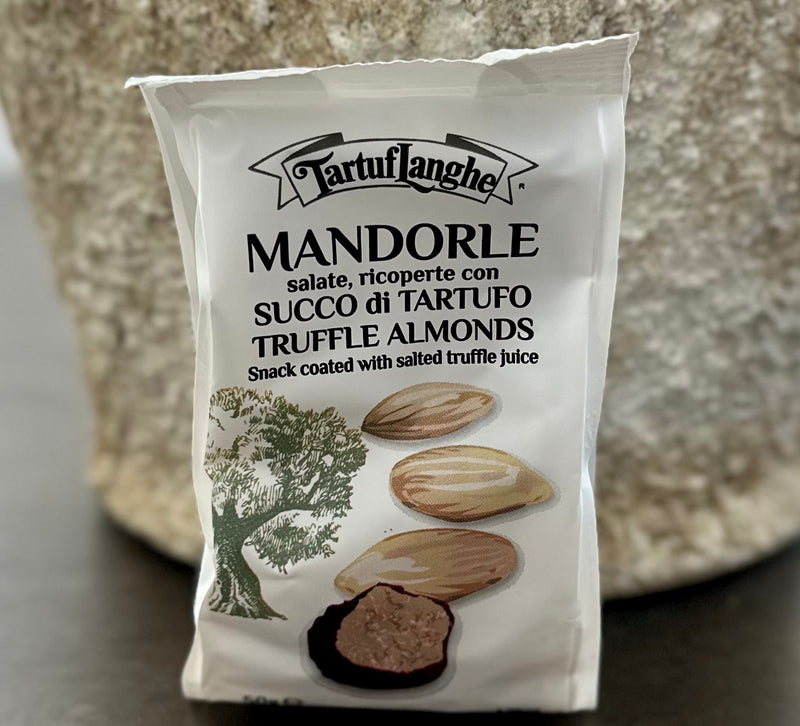 TartufLanghe®
MANDORLE
salate, ricoperte con
SUCCO di TARTUFO
TRUFFLE ALMONDS
Snack coated with salted truffle juice